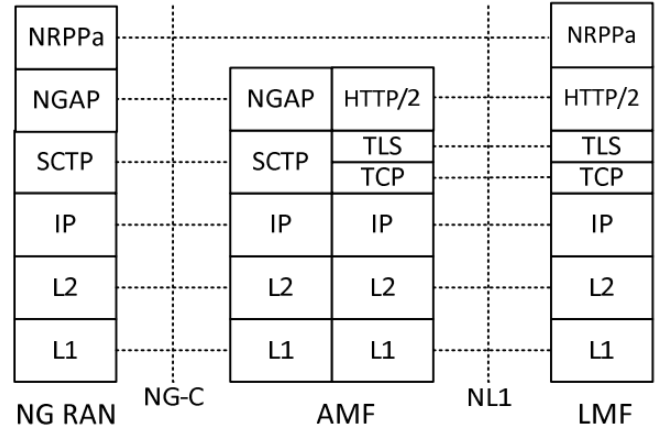 NRPPa NRPPa
NGAP NGAP HTTP/2 HTTP/2
SCTP SCTP TLS TLS
TCP TCP
IP IP IP IP
L2 L2 L2 L2
L1 L1 L1 L1
NG-C NL1
NG RAN AMF LMF